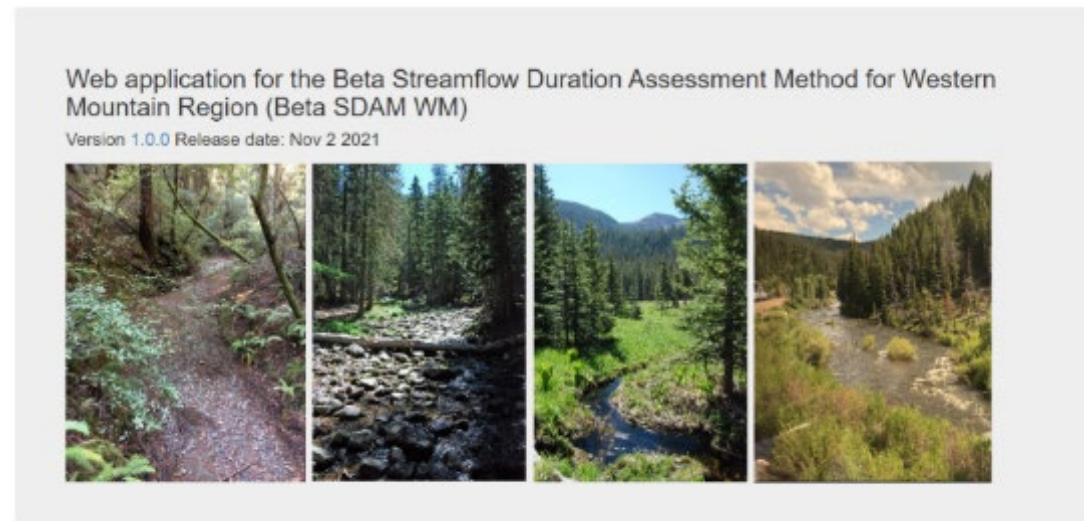 Web application for the Beta Streamflow Duration Assessment Method for Western
Mountain Region (Beta SDAM WM)
Version 1.0.0 Release date: Nov 2 2021